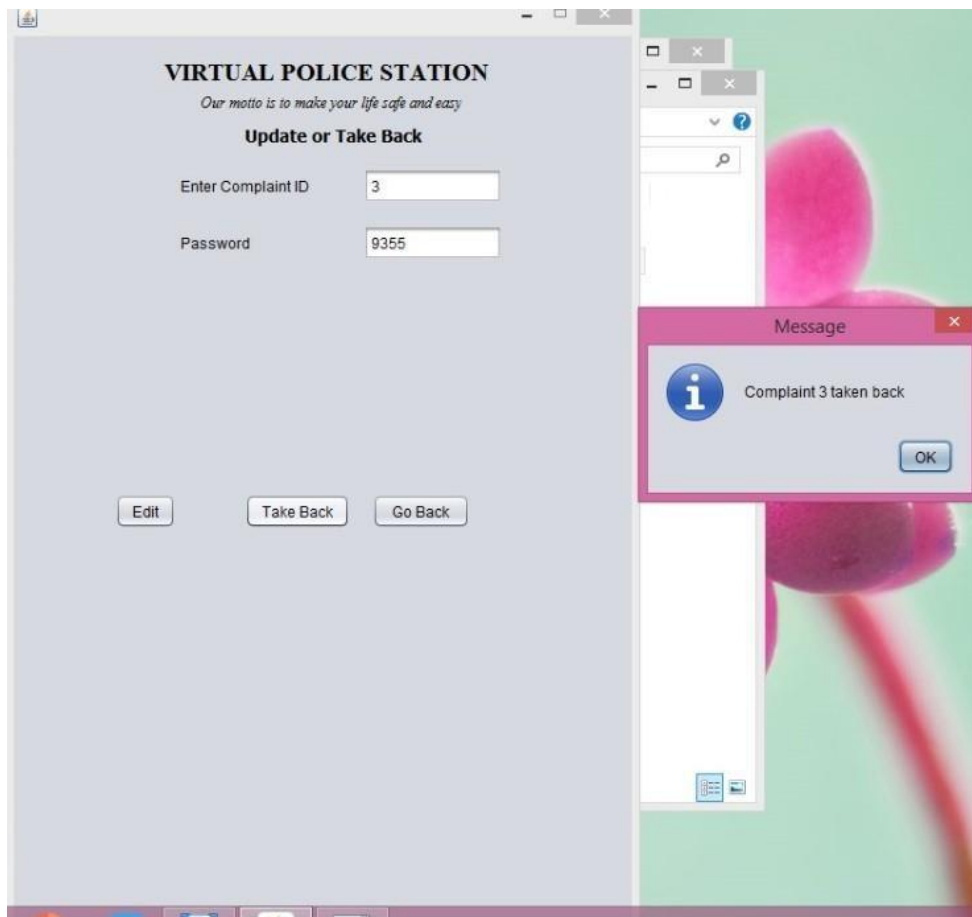 VIRTUAL POLICE STATION
Our motto is to make your life safe and easy
Update or Take Back
Enter Complaint ID
3
Password
9355
Edit
Take Back
Go Back
Message
Complaint 3 taken back
OK